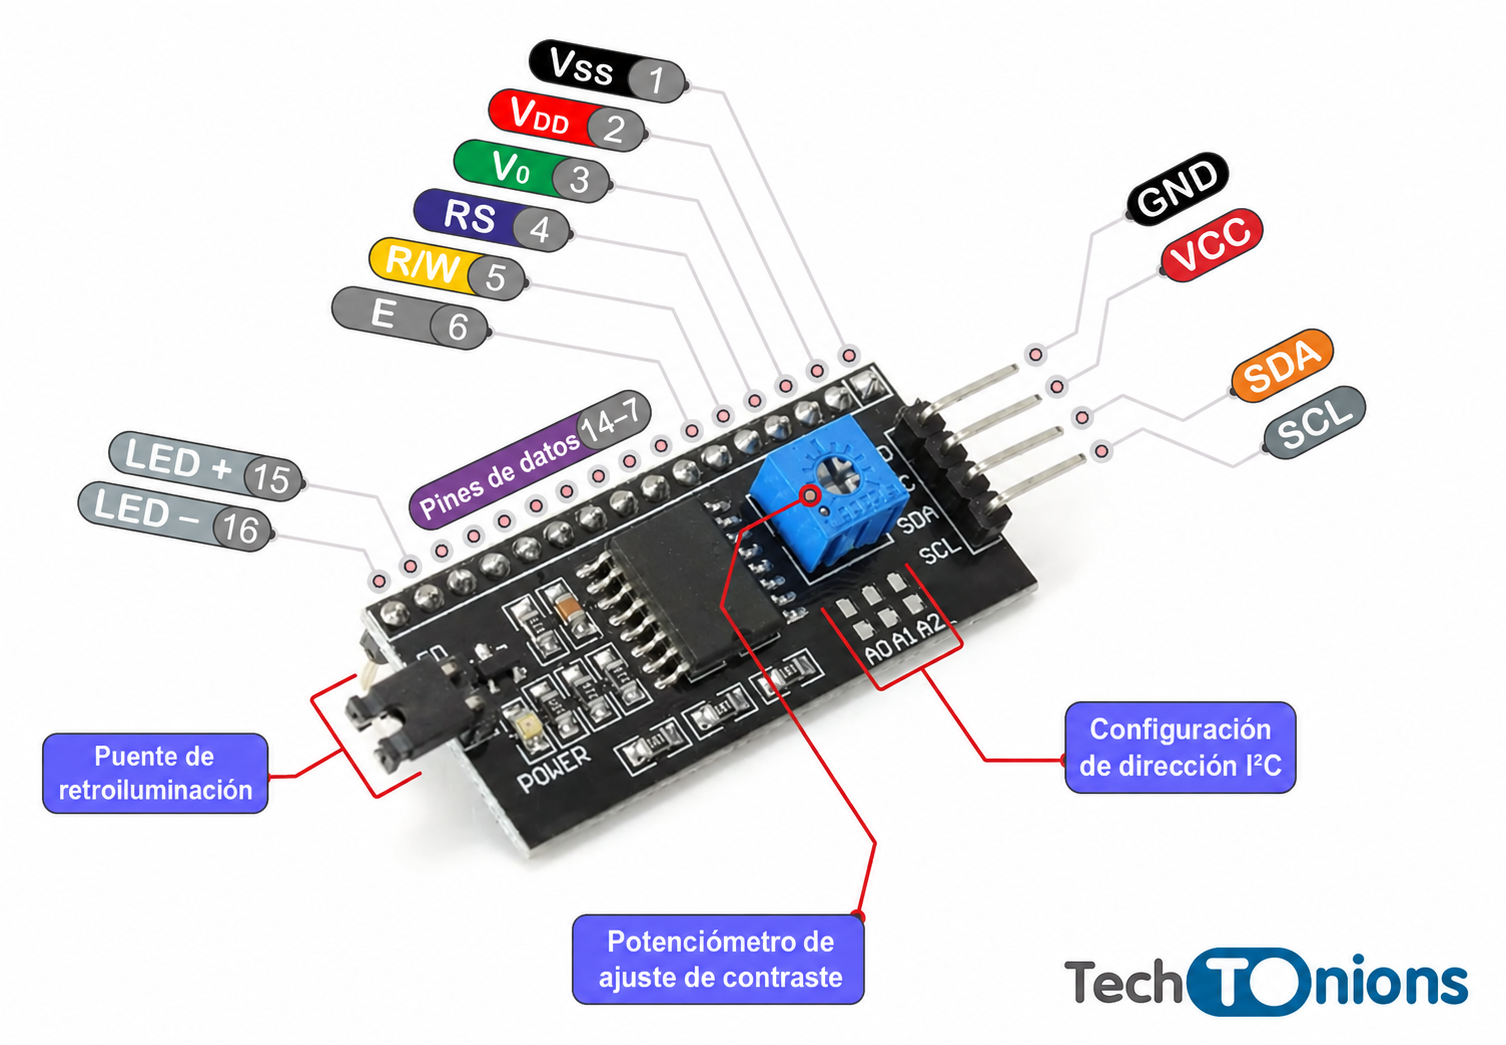 Vss 1
VDD 2
V0 3
RS 4
R/W 5
E 6
Pines de datos 14–7
LED + 15
LED – 16
GND
VCC
SDA
SCL
SDA
SCL
A0 A1 A2
POWER
Puente de
retroiluminación
Configuración
de dirección I²C
Potenciómetro de
ajuste de contraste
TechTOnions